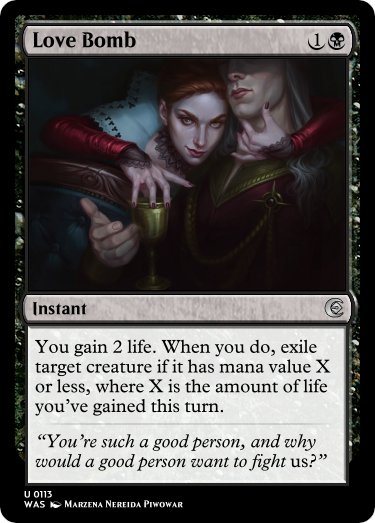 Love Bomb 1
Instant
You gain 2 life. When you do, exile
target creature if it has mana value X
or less, where X is the amount of life
you've gained this turn.
"You're such a good person, and why
would a good person want to fight us?"
U 0113
WAS Marzena Nereida Piwowar